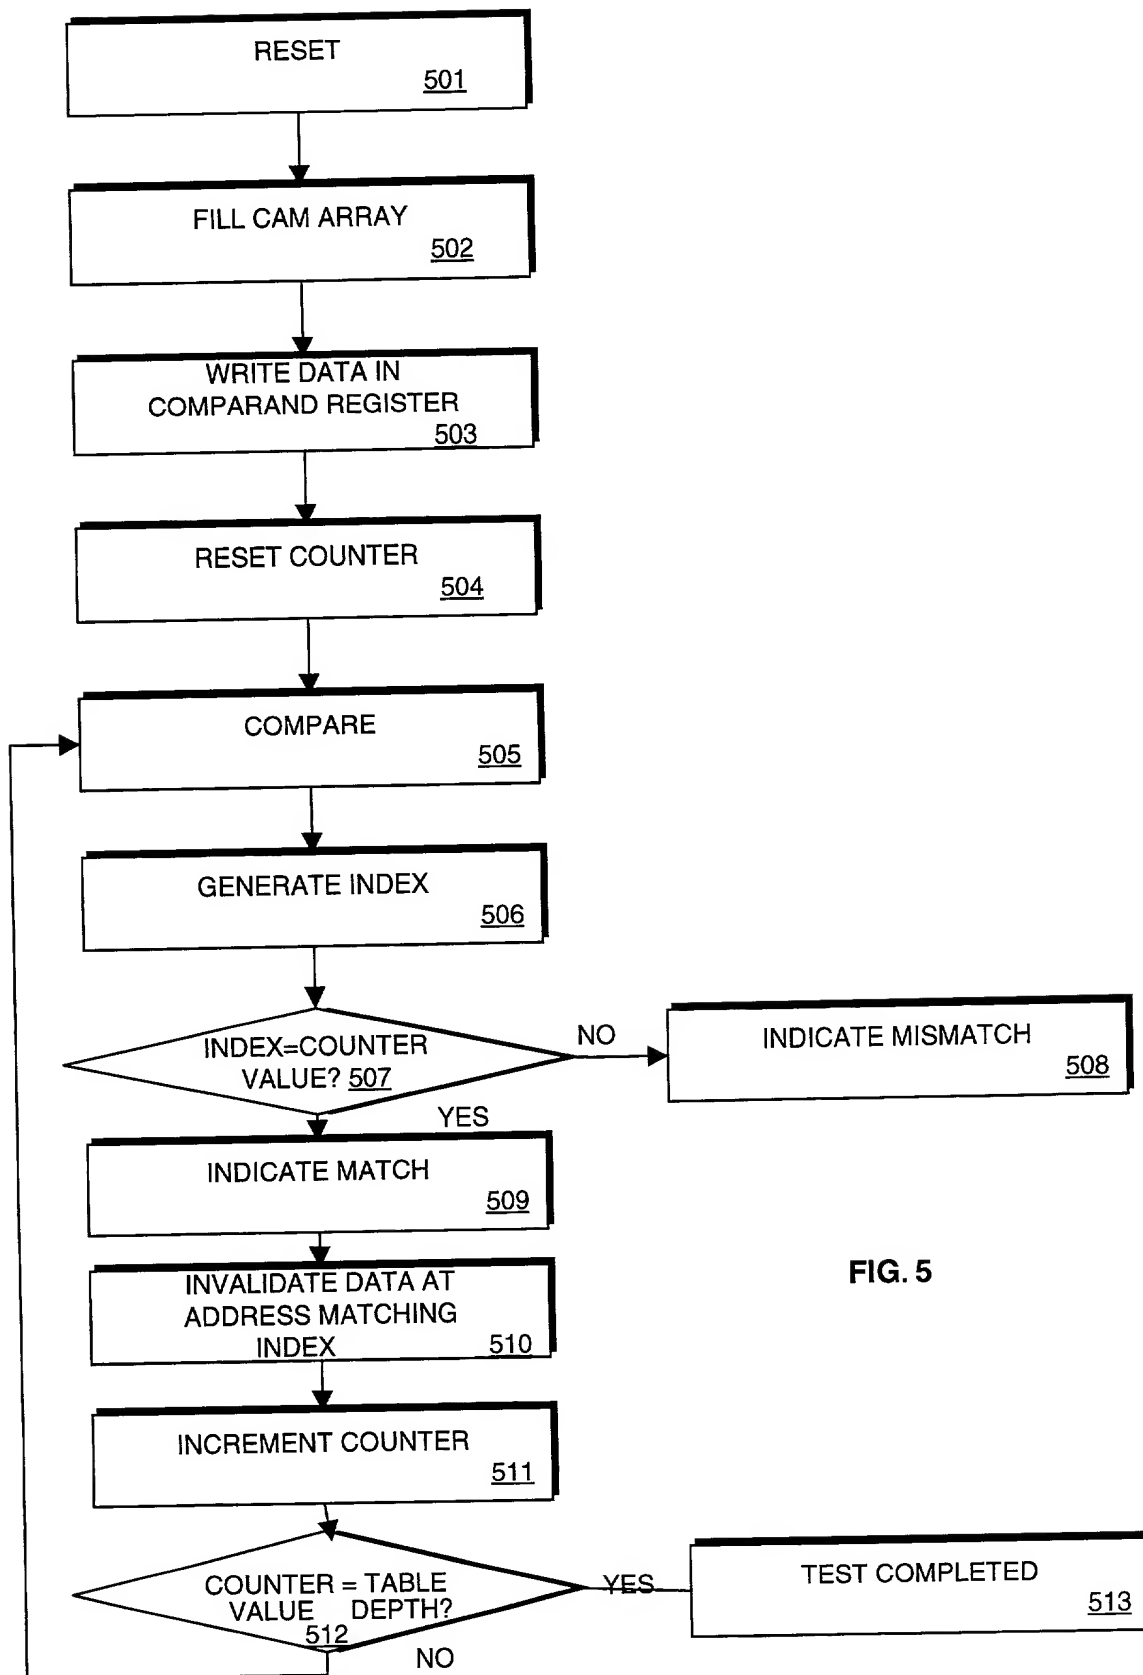 RESET
501
FILL CAM ARRAY
502
WRITE DATA IN
COMPARAND REGISTER
503
RESET COUNTER
504
COMPARE
505
GENERATE INDEX
506
INDEX=COUNTER
VALUE? 507
NO
INDICATE MISMATCH
508
YES
INDICATE MATCH
509
INVALIDATE DATA AT
ADDRESS MATCHING
INDEX 510
FIG. 5
INCREMENT COUNTER
511
COUNTER = TABLE
VALUE DEPTH?
512
YES
TEST COMPLETED
513
NO